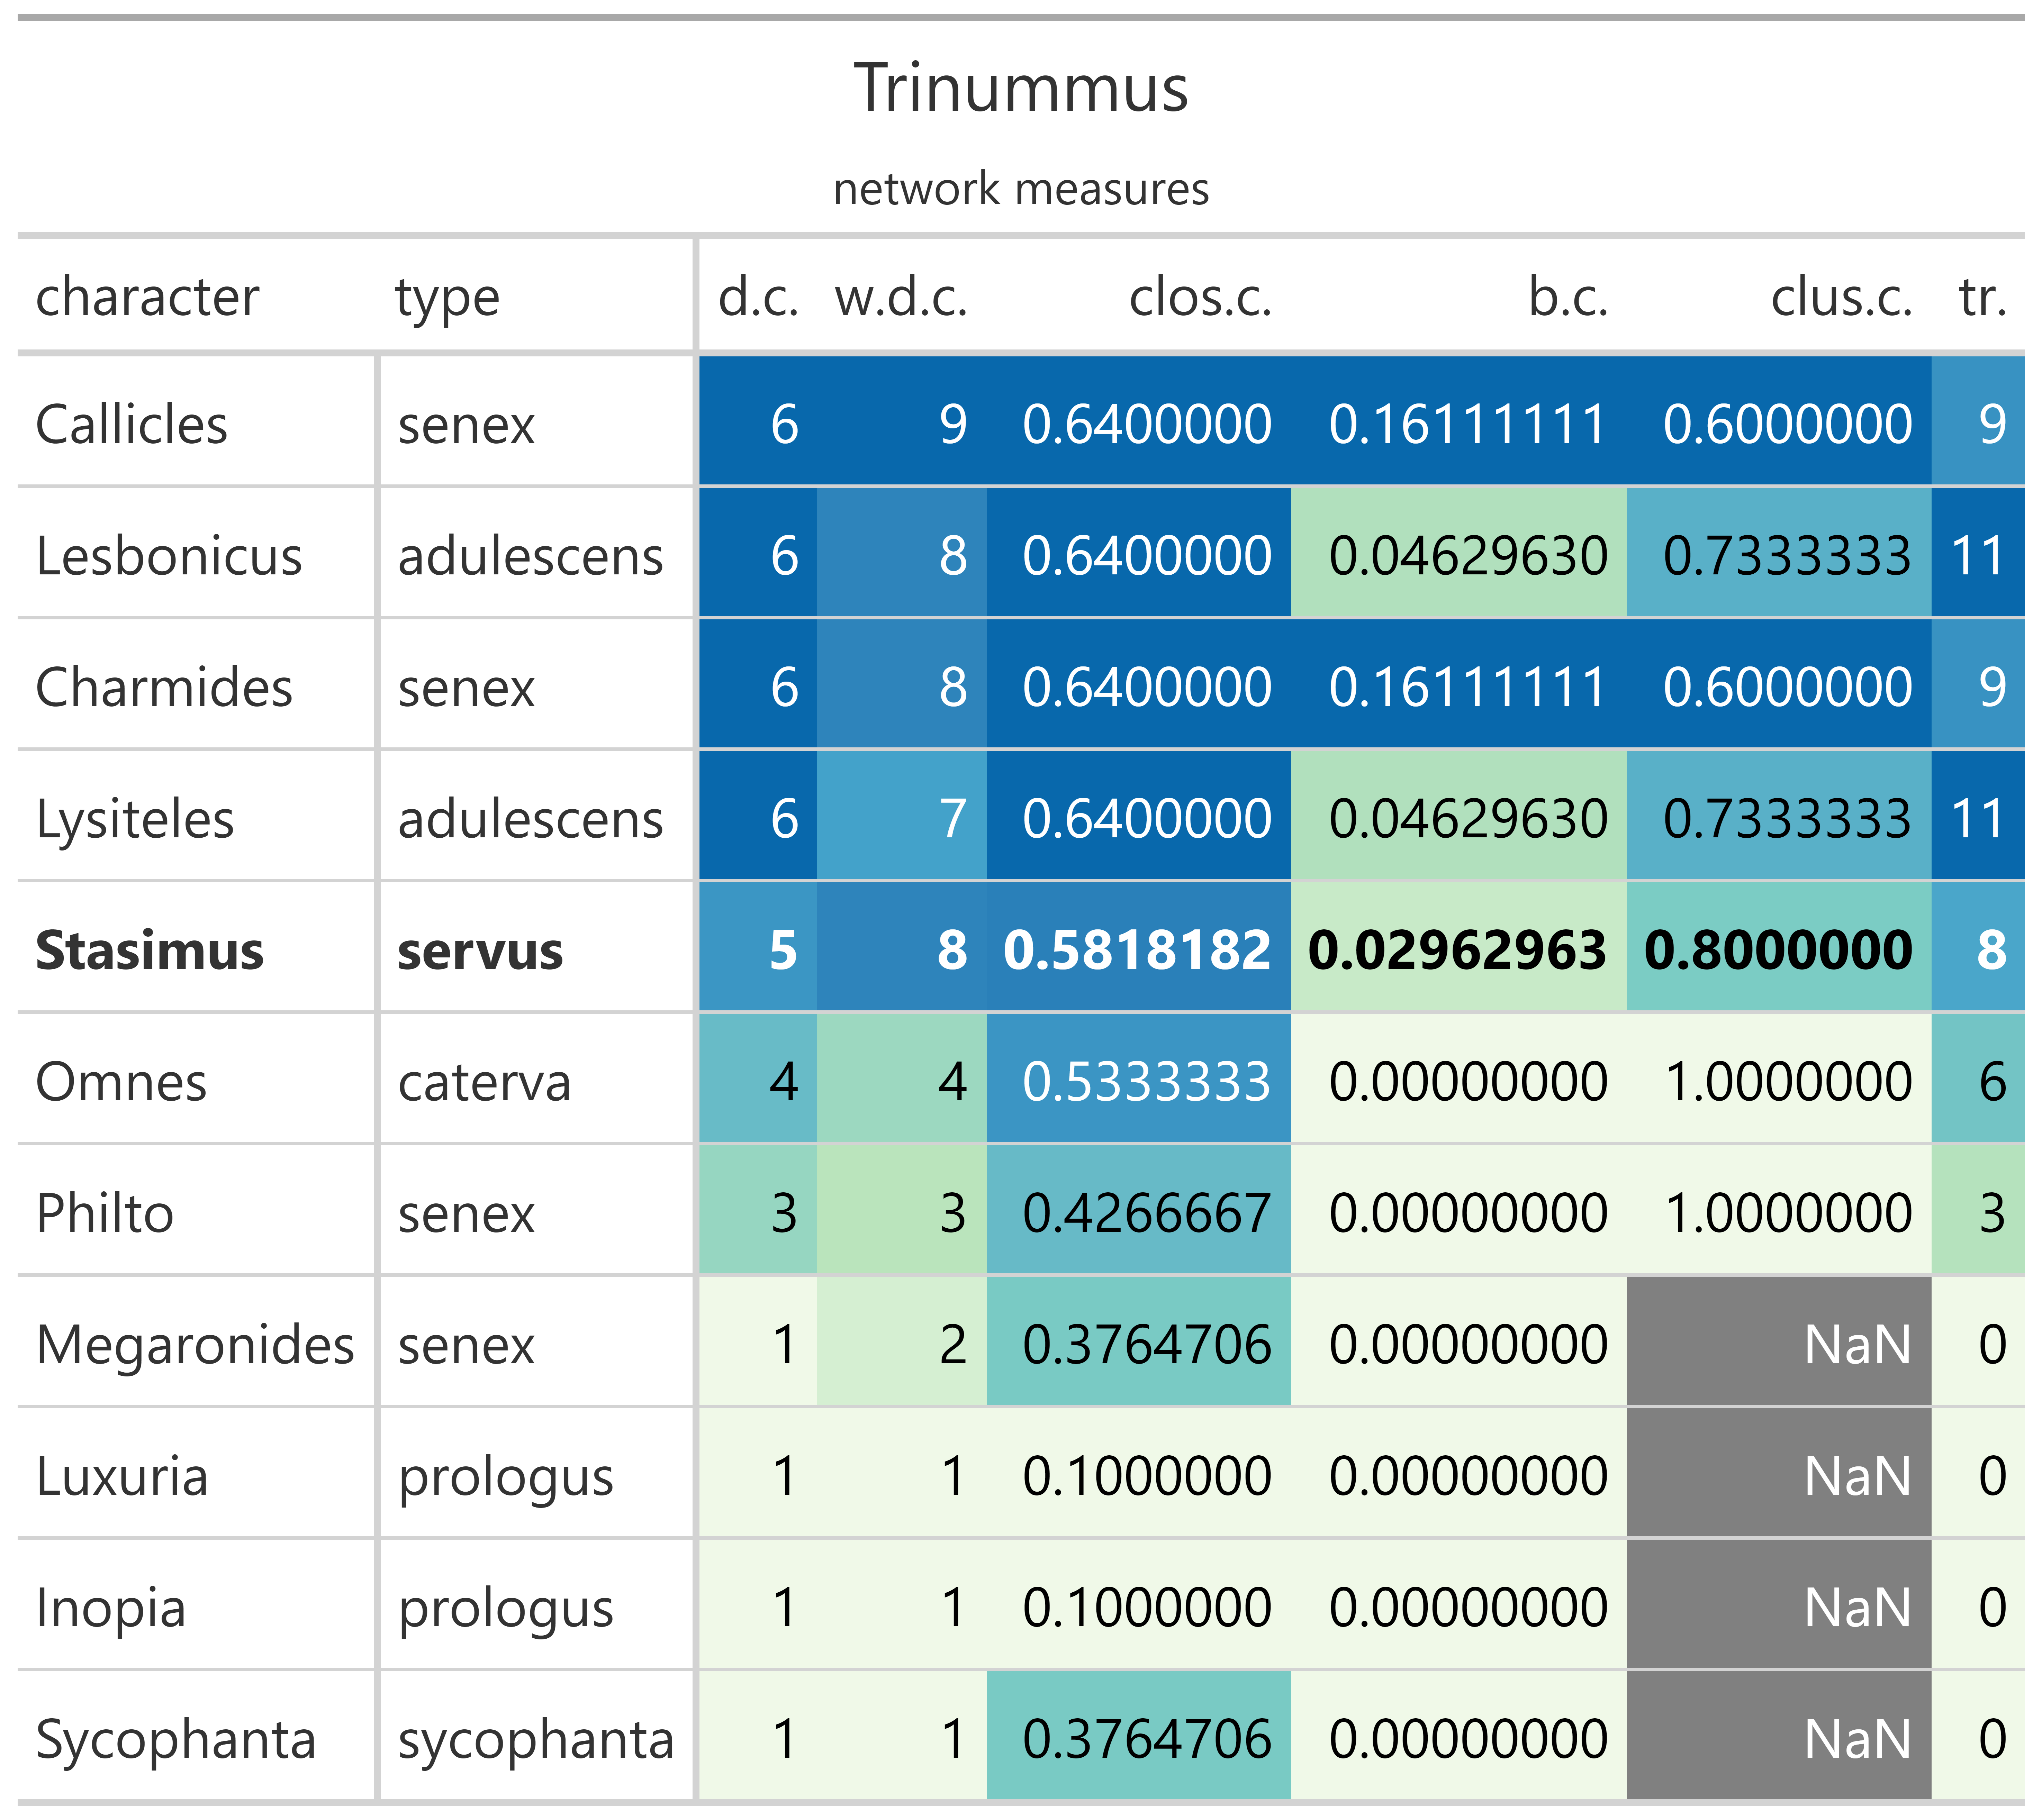 Trinummus
network measures
character type d.c. w.d.c. clos.c. b.c. clus.c. tr.
Callicles senex 6 9 0.6400000 0.16111111 0.6000000 9
Lesbonicus adulescens 6 8 0.6400000 0.04629630 0.7333333 11
Charmides senex 6 8 0.6400000 0.16111111 0.6000000 9
Lysiteles adulescens 6 7 0.6400000 0.04629630 0.7333333 11
Stasimus servus 5 8 0.5818182 0.02962963 0.8000000 8
Omnes caterva 4 4 0.5333333 0.00000000 1.0000000 6
Philto senex 3 3 0.4266667 0.00000000 1.0000000 3
Megaronides senex 1 2 0.3764706 0.00000000 NaN 0
Luxuria prologus 1 1 0.1000000 0.00000000 NaN 0
Inopia prologus 1 1 0.1000000 0.00000000 NaN 0
Sycophanta sycophanta 1 1 0.3764706 0.00000000 NaN 0